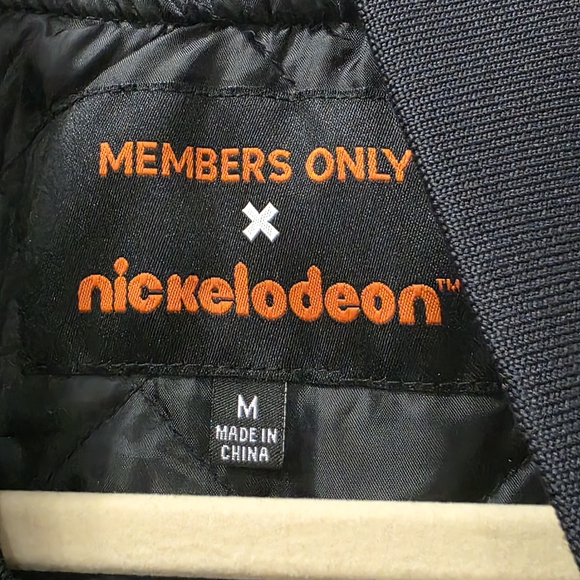 MEMBERS ONLY
X
nickelodeon™
M
MADE IN
CHINA